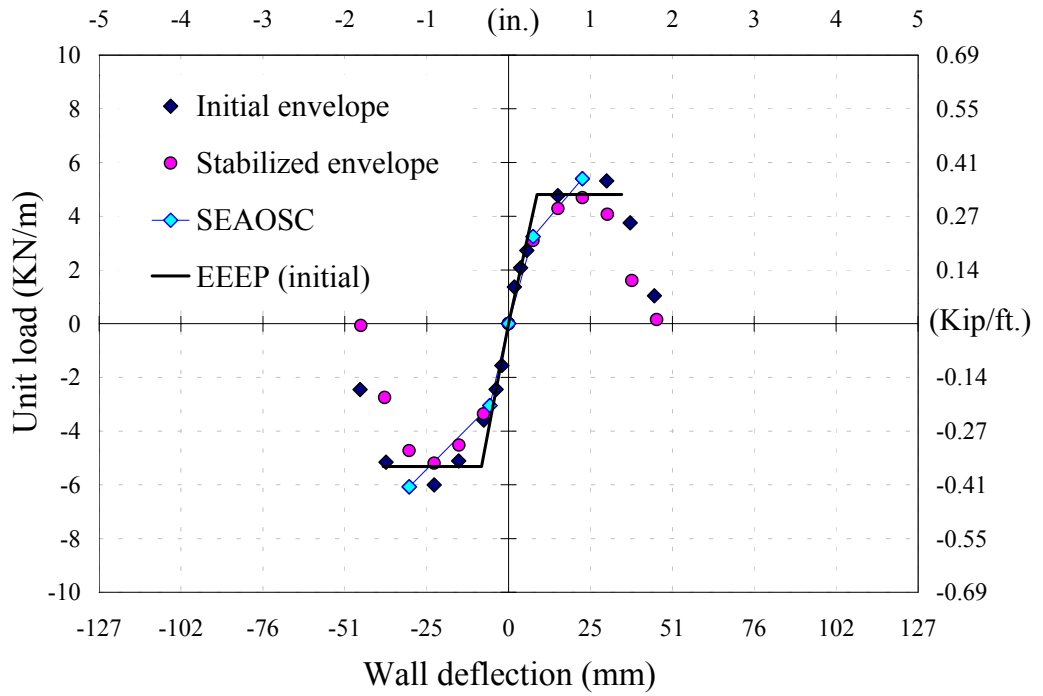 -5 -4 -3 -2 -1 (in.) 1 2 3 4 5
10 0.69
8 0.55
6 0.41
4 0.27
2 0.14
0 (Kip/ft.)
-2 -0.14
-4 -0.27
-6 -0.41
-8 -0.55
-10 -0.69
Initial envelope
Stabilized envelope
SEAOSC
EEEP (initial)
Unit load (KN/m)
-127 -102 -76 -51 -25 0 25 51 76 102 127
Wall deflection (mm)